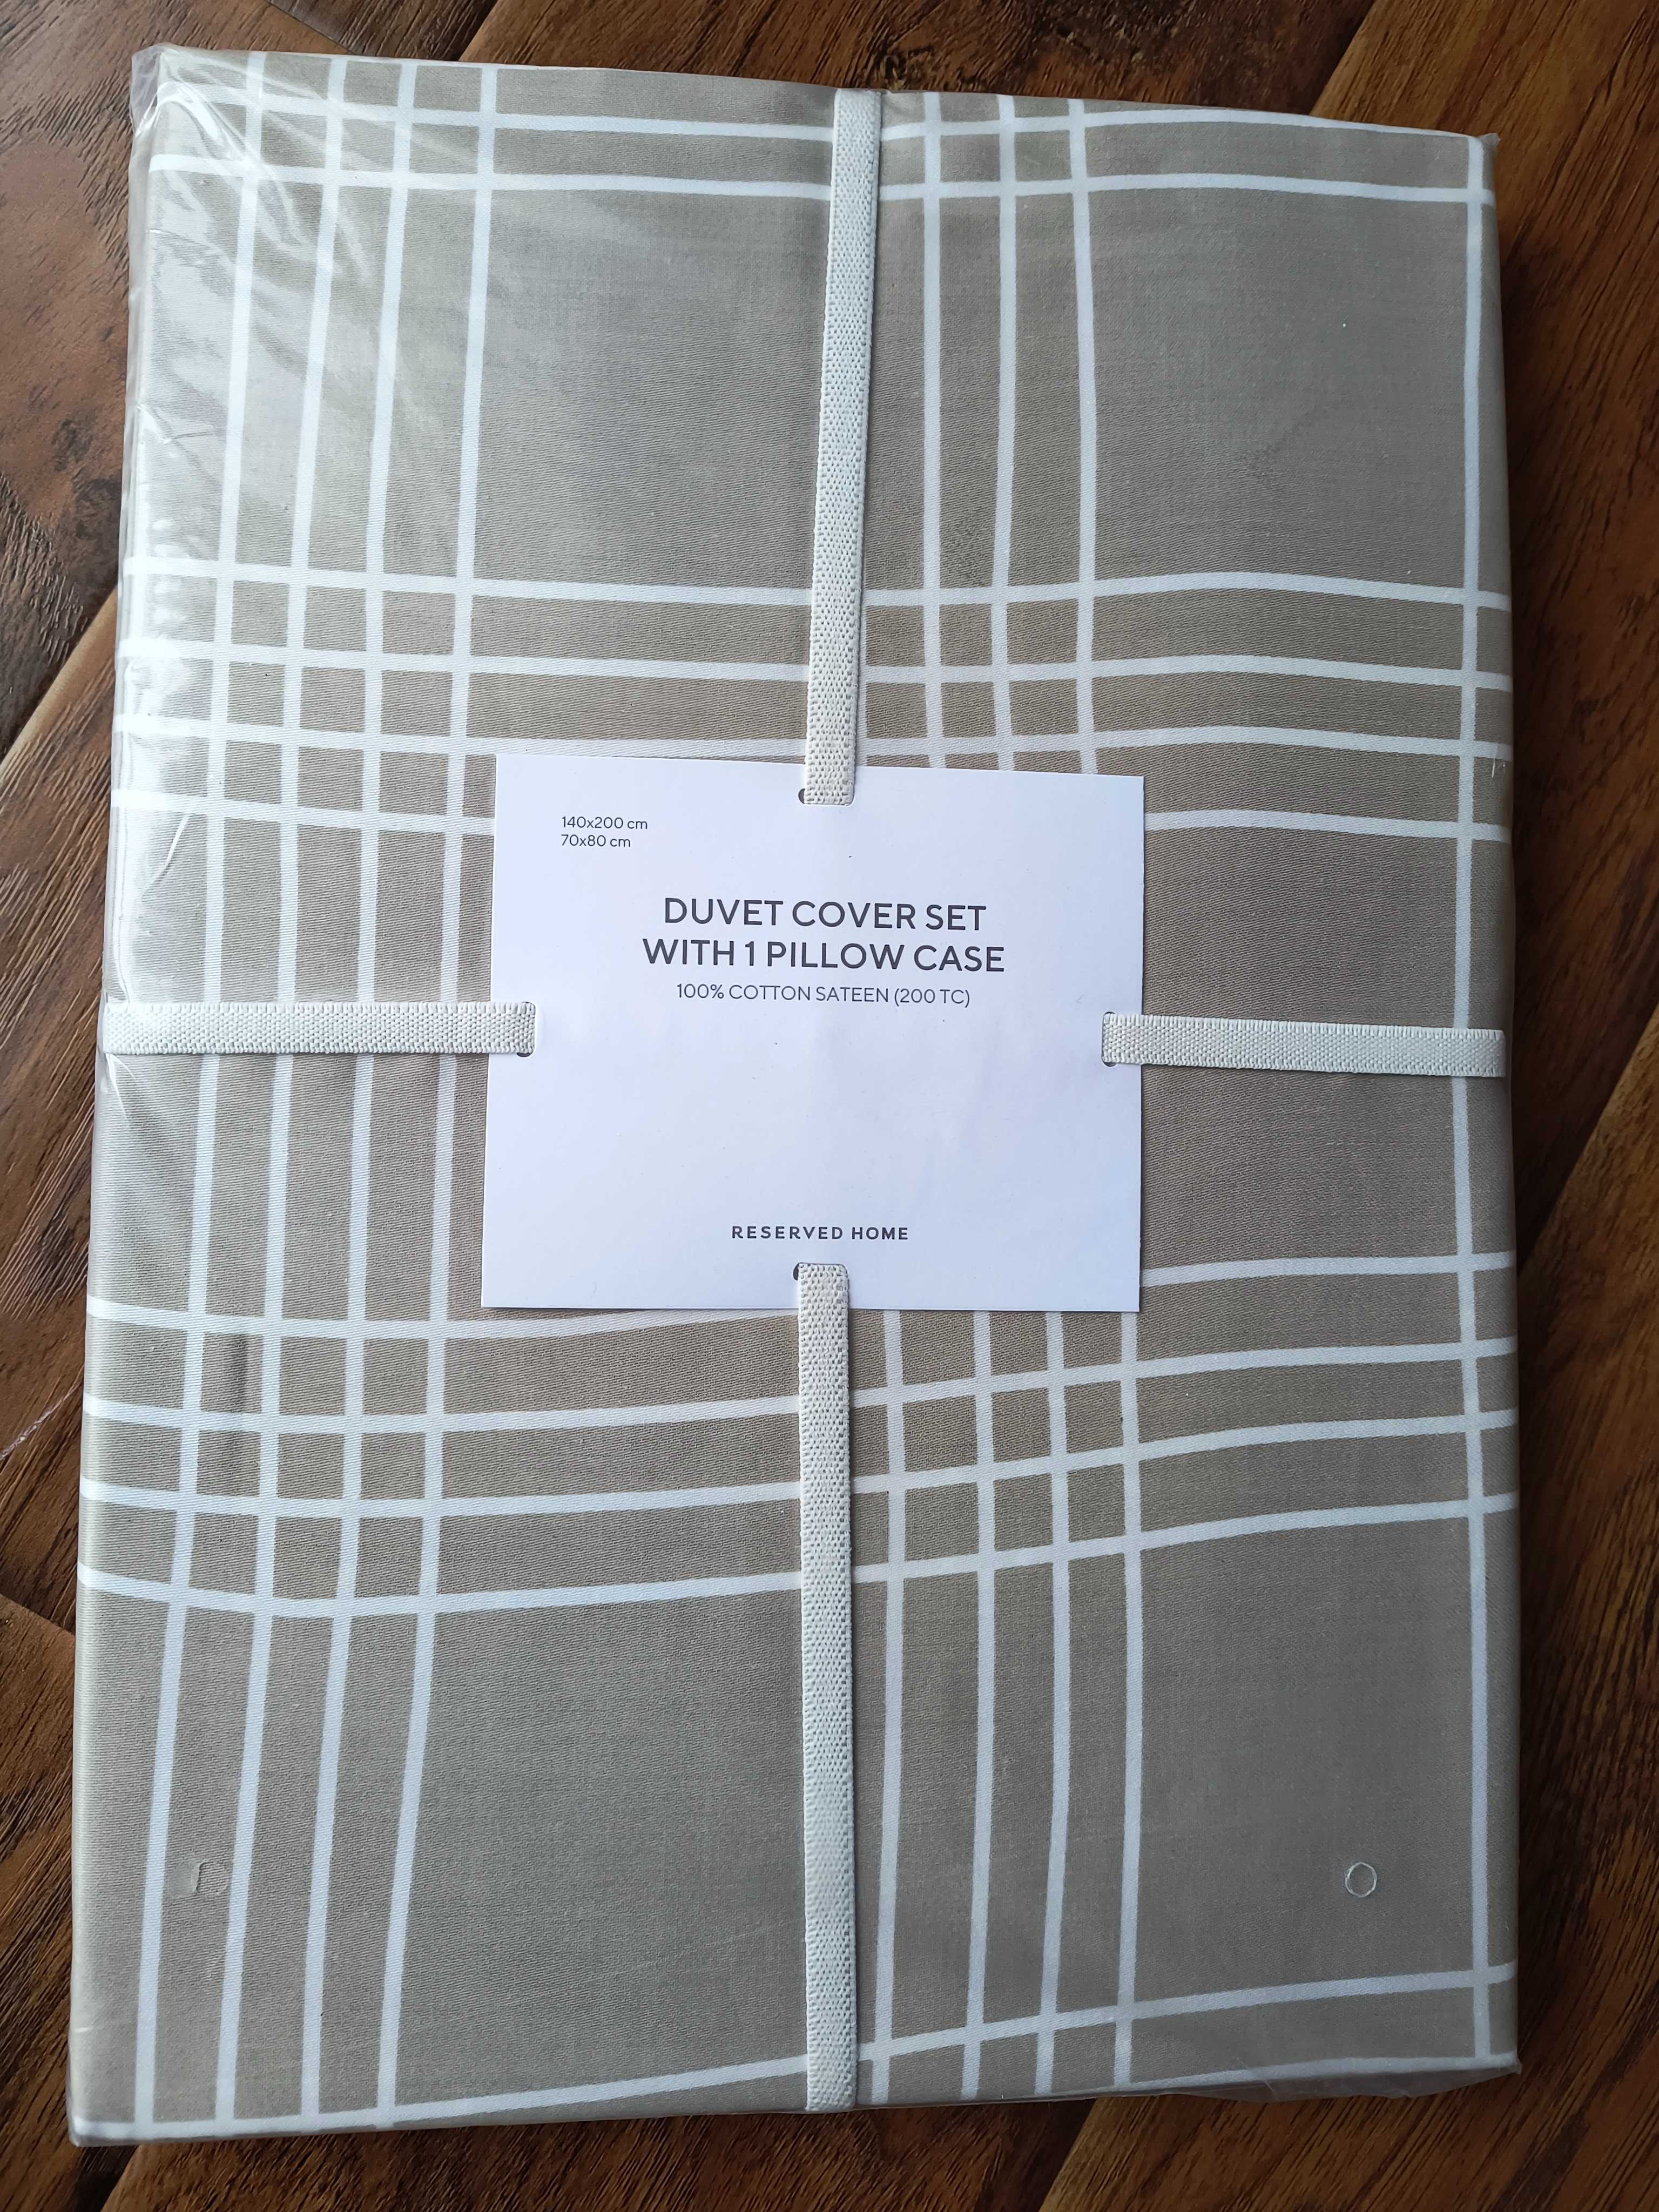 140x200 cm
70x80 cm
DUVET COVER SET
WITH 1 PILLOW CASE
100% COTTON SATEEN (200 TC)
RESERVED HOME